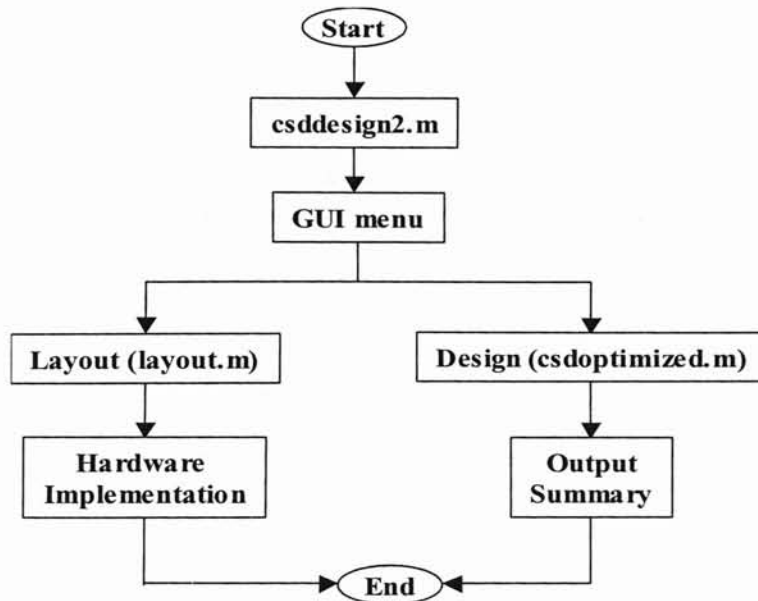 Start
csddesign2.m
GUI menu
Layout (layout.m)
Design (csdoptimized.m)
Hardware
Implementation
Output
Summary
End